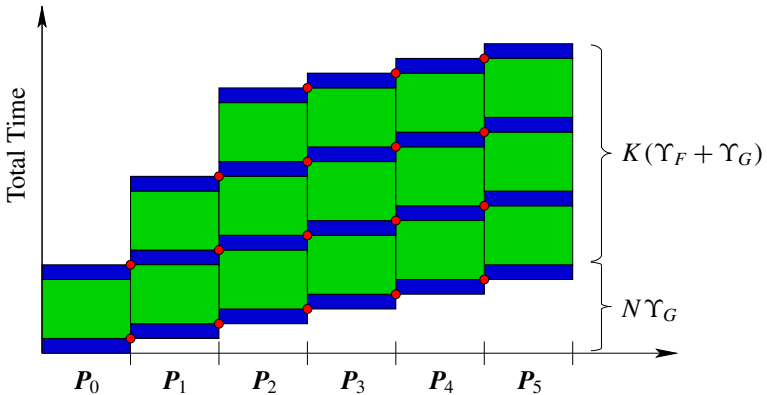 Total Time
K(ϒ_F + ϒ_G)
Nϒ_G
P_0 P_1 P_2 P_3 P_4 P_5